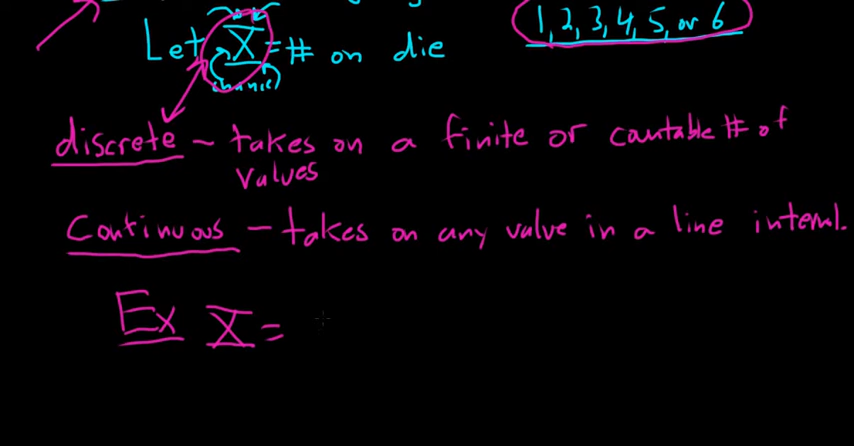 1, 2, 3, 4, 5, or 6
Let X = # on die
chance
discrete - takes on a finite or countable # of
values
Continuous - takes on any value in a line interval.
Ex X =